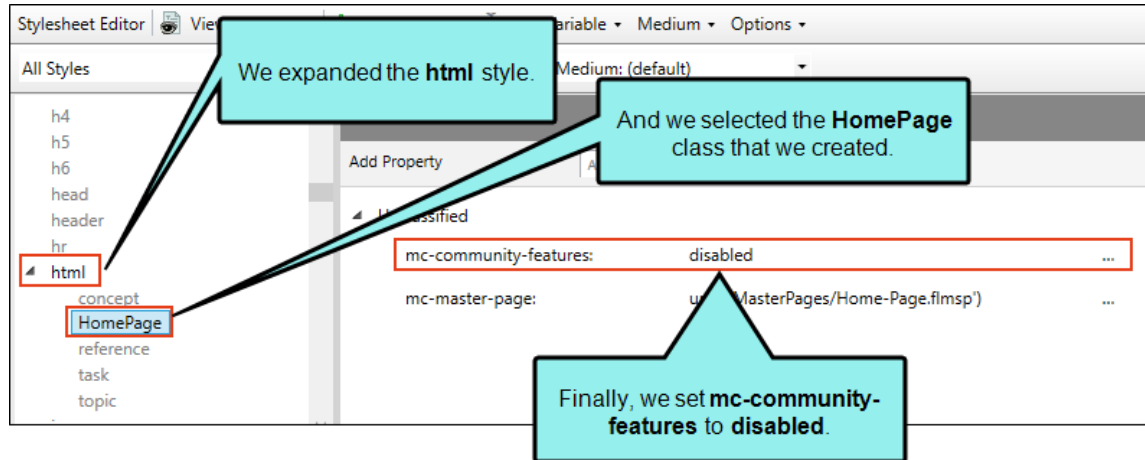 Stylesheet Editor View ariable Medium Options
All Styles Medium: (default)
We expanded the html style.
And we selected the HomePage
class that we created.
h4
h5
h6
head
header
hr
html
concept
HomePage
reference
task
topic
Add Property
mc-community-features: disabled ...
mc-master-page: MasterPages/Home-Page.flmsp') ...
Finally, we set mc-community-
features to disabled.